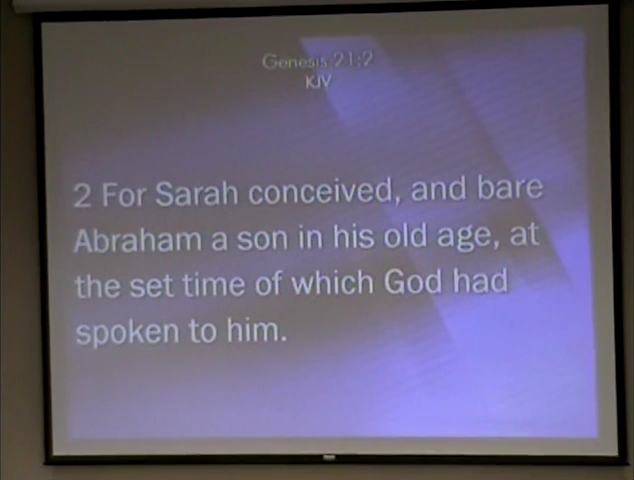 Genesis 21:2
KJV
2 For Sarah conceived, and bare
Abraham a son in his old age, at
the set time of which God had
spoken to him.